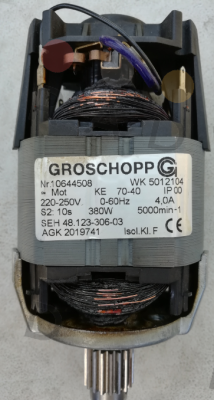 GROSCHOPP G
Nr.10644508 WK 5012104
~ Mot KE 70-40 IP 00
220-250V 0-60Hz 4,0A
S2: 10s 380W 5000min-1
SEH 48.123-306-03
AGK 2019741 Isol.Kl. F